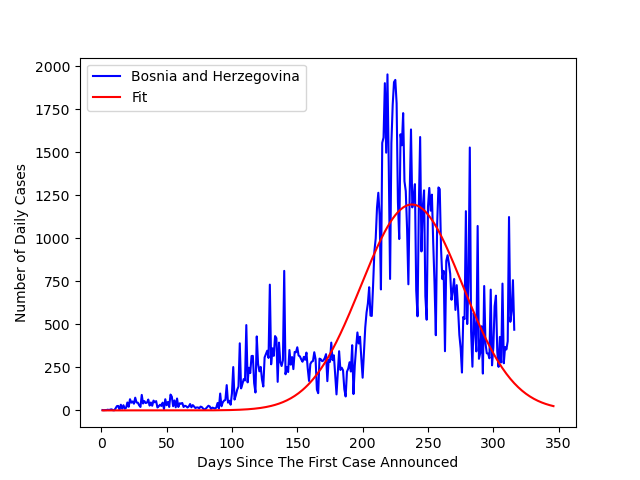 Bosnia and Herzegovina
Fit
2000
1750
1500
1250
1000
750
500
250
0
Number of Daily Cases
0 50 100 150 200 250 300 350
Days Since The First Case Announced